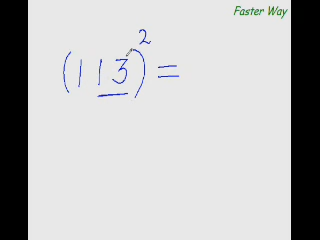 Faster Way
(113)² =